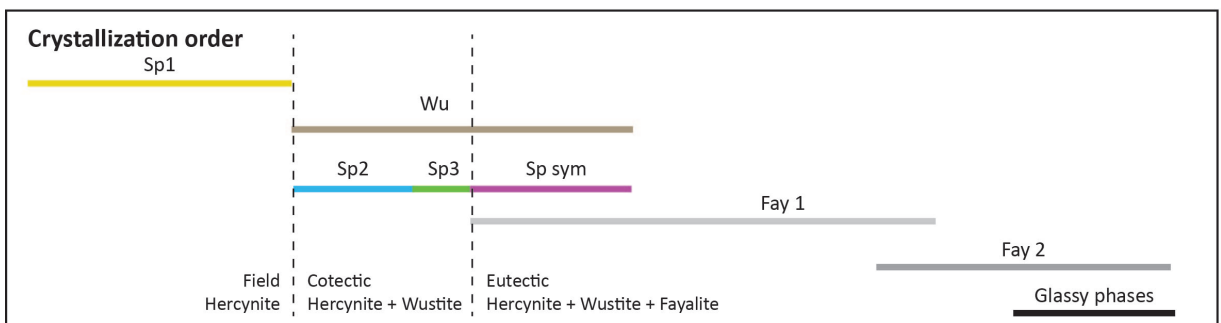 Crystallization order
Sp1
Wu
Sp2
Sp3
Sp sym
Fay 1
Fay 2
Field
Hercynite
Cotectic
Hercynite + Wustite
Eutectic
Hercynite + Wustite + Fayalite
Glassy phases